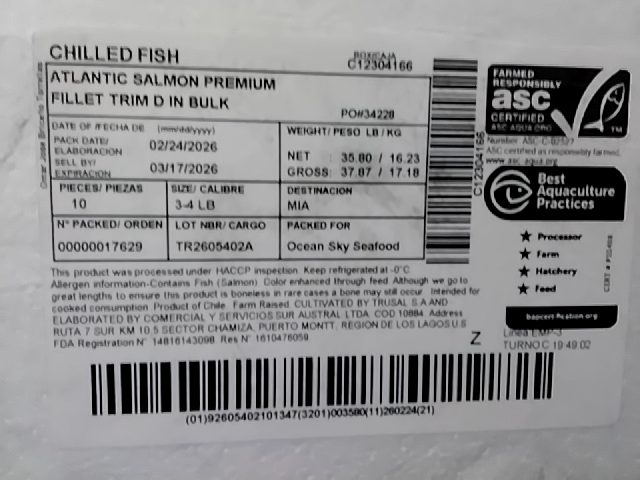 CHILLED FISH
BOX/CAJA
C12304166
ATLANTIC SALMON PREMIUM
FILLET TRIM D IN BULK
PO#34220
DATE OF /FECHA DE (mm/dd/yyyy)
PACK DATE/
ELABORACION 02/24/2026
SELL BY/
EXPIRACION 03/17/2026
WEIGHT/ PESO LB / KG
NET : 35.80 / 16.23
GROSS: 37.87 / 17.18
PIECES/ PIEZAS
10
SIZE/ CALIBRE
3-4 LB
DESTINACION
MIA
N° PACKED/ ORDEN
00000017629
LOT NBR/ CARGO
TR2605402A
PACKED FOR
Ocean Sky Seafood
This product was processed under HACCP inspection. Keep refrigerated at -0°C
Allergen information-Contains Fish (Salmon). Color enhanced through feed. Although we go to
great lengths to ensure this product is boneless in rare cases a bone may still occur. Intended for
cooked consumption. Product of Chile. Farm Raised. CULTIVATED BY TRUSAL S.A AND
ELABORATED BY COMERCIAL Y SERVICIOS SUR AUSTRAL LTDA. COD 10884. Address
RUTA 7 SUR KM 10.5 SECTOR CHAMIZA, PUERTO MONTT, REGION DE LOS LAGOS U.S
FDA Registration N° 14816143098 Res N° 1610476059
Z
(01)92605402101347(3201)003580(11)260224(21)
C12304166
FARMED
RESPONSIBLY
asc
CERTIFIED
ASC-AQUA.ORG
TM
ASC certified as responsibly farmed.
www.asc-aqua.org
Best
Aquaculture
Practices
Processor
Farm
Hatchery
Feed
bapcertification.org
TURNO C 19:49:02